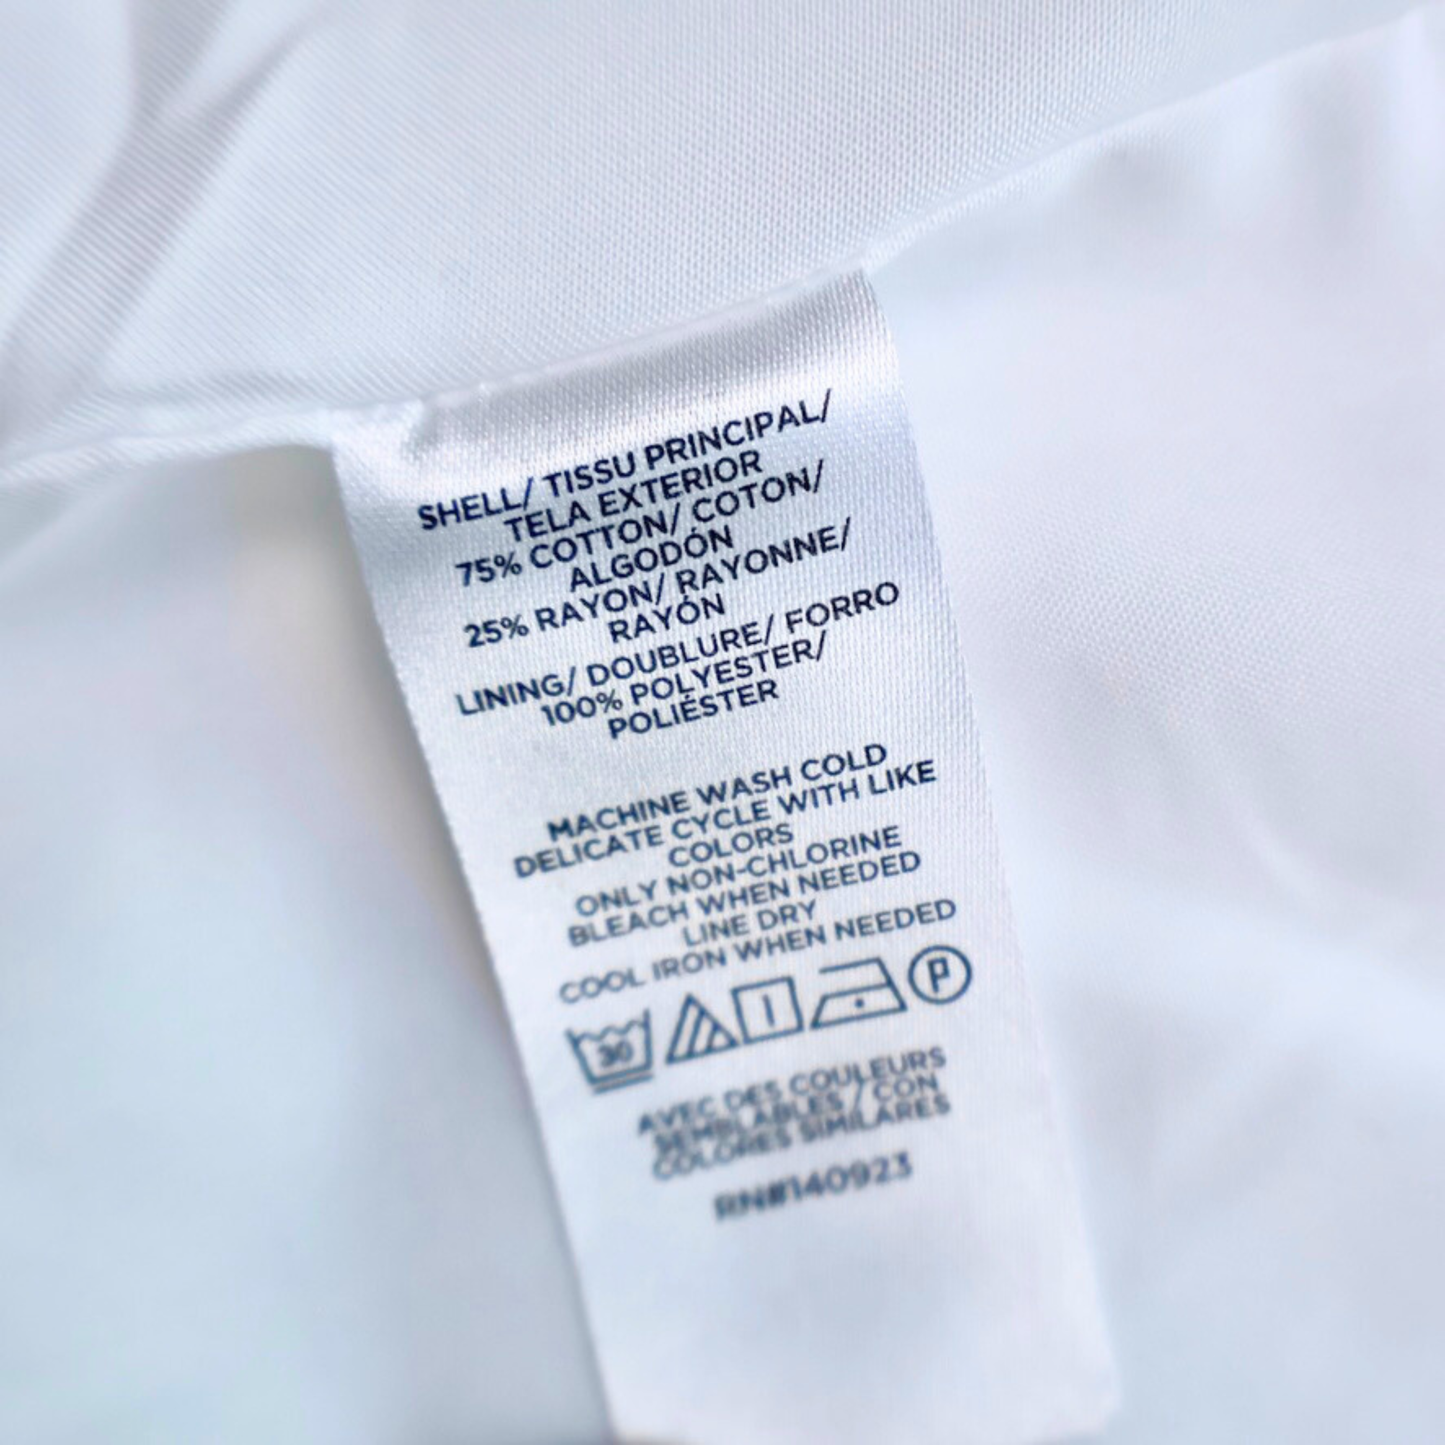 SHELL/ TISSU PRINCIPAL/
TELA EXTERIOR
75% COTTON/ COTON/
ALGODÓN
25% RAYON/ RAYONNE/
RAYÓN
LINING/ DOUBLURE/ FORRO
100% POLYESTER/
POLIÉSTER
MACHINE WASH COLD
DELICATE CYCLE WITH LIKE
COLORS
ONLY NON-CHLORINE
BLEACH WHEN NEEDED
LINE DRY
COOL IRON WHEN NEEDED
30 P
AVEC DES COULEURS
SEMBLABLES / CON
COLORES SIMILARES
RN#140923